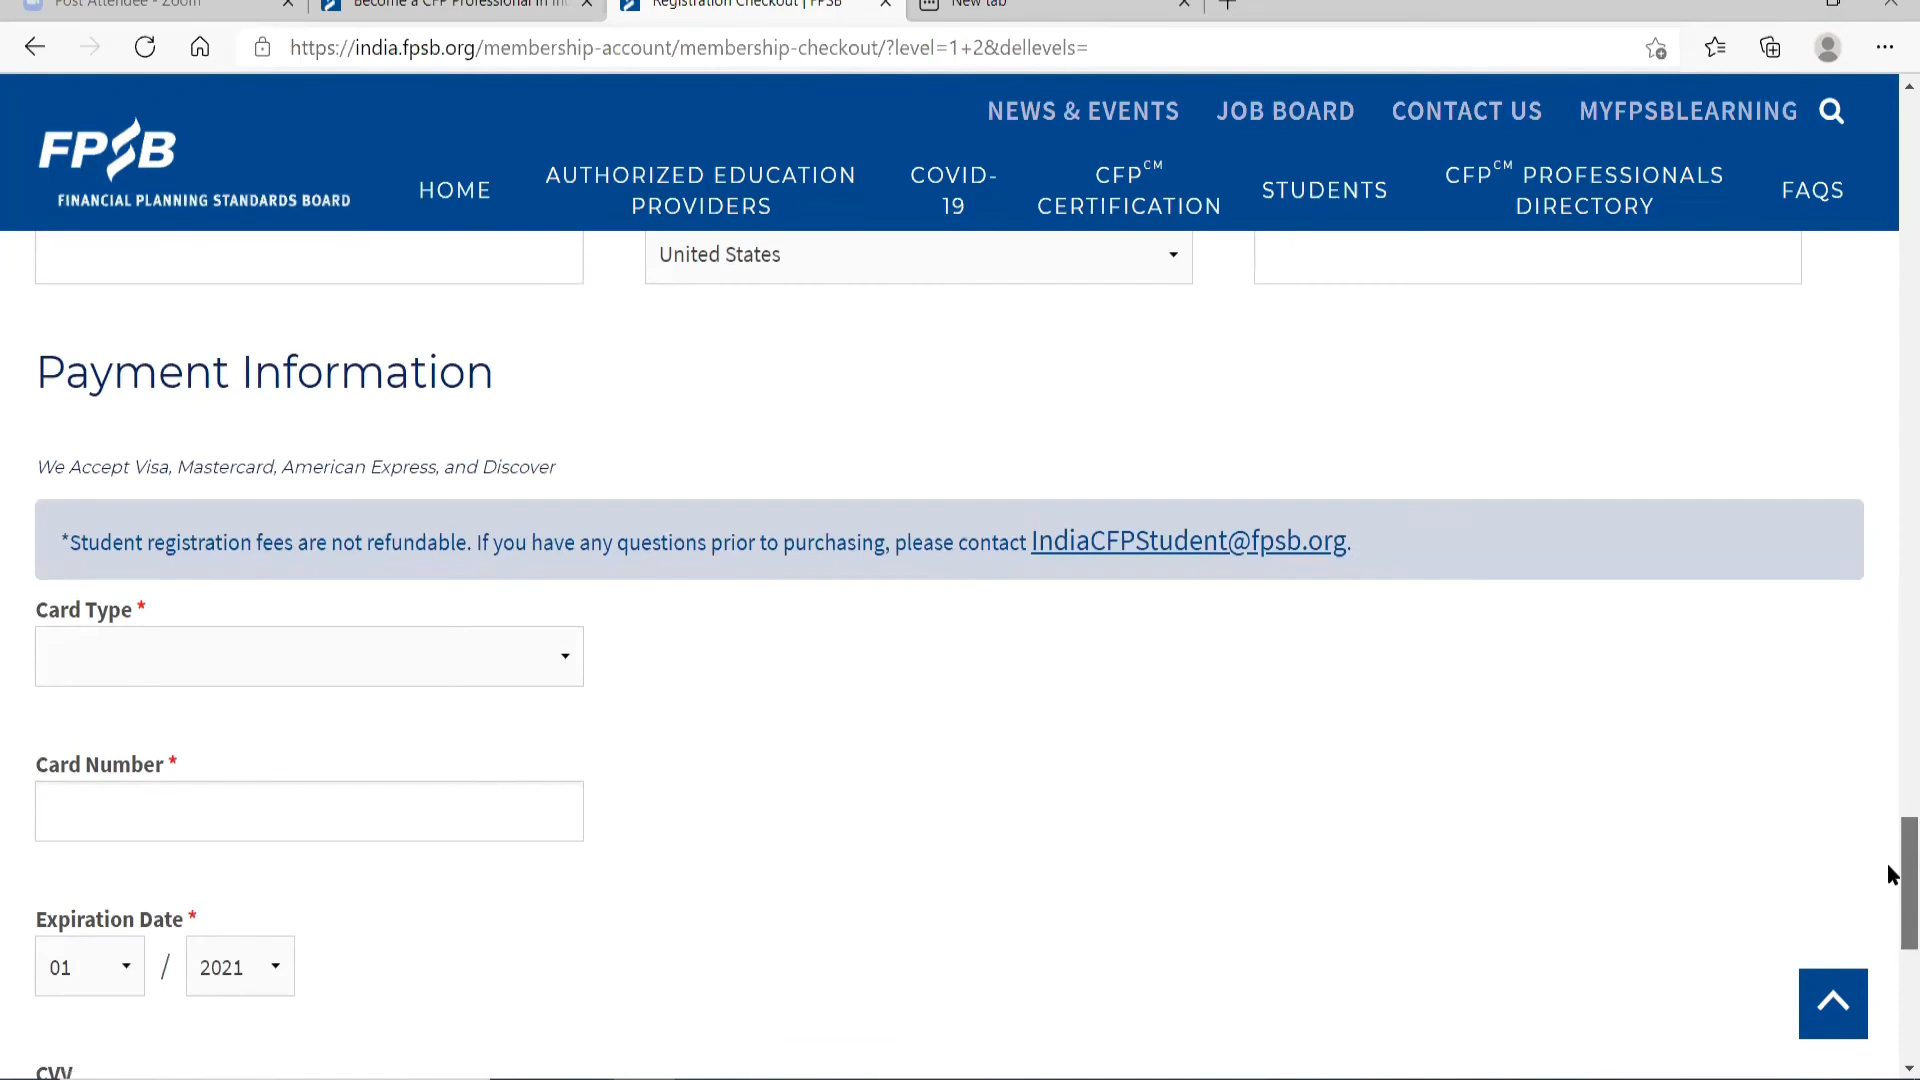 Post Attendee - Zoom
Become a CFP Professional in In
Registration Checkout | FPSB
New tab
https://india.fpsb.org/membership-account/membership-checkout/?level=1+2&dellevels=
NEWS & EVENTS JOB BOARD CONTACT US MYFPSBLEARNING
FPSB
FINANCIAL PLANNING STANDARDS BOARD
HOME
AUTHORIZED EDUCATION
PROVIDERS
COVID-
19
CFPCM
CERTIFICATION
STUDENTS
CFPCM PROFESSIONALS
DIRECTORY
FAQS
United States
Payment Information
We Accept Visa, Mastercard, American Express, and Discover
*Student registration fees are not refundable. If you have any questions prior to purchasing, please contact IndiaCFPStudent@fpsb.org.
Card Type *
Card Number *
Expiration Date *
01 / 2021
CVV